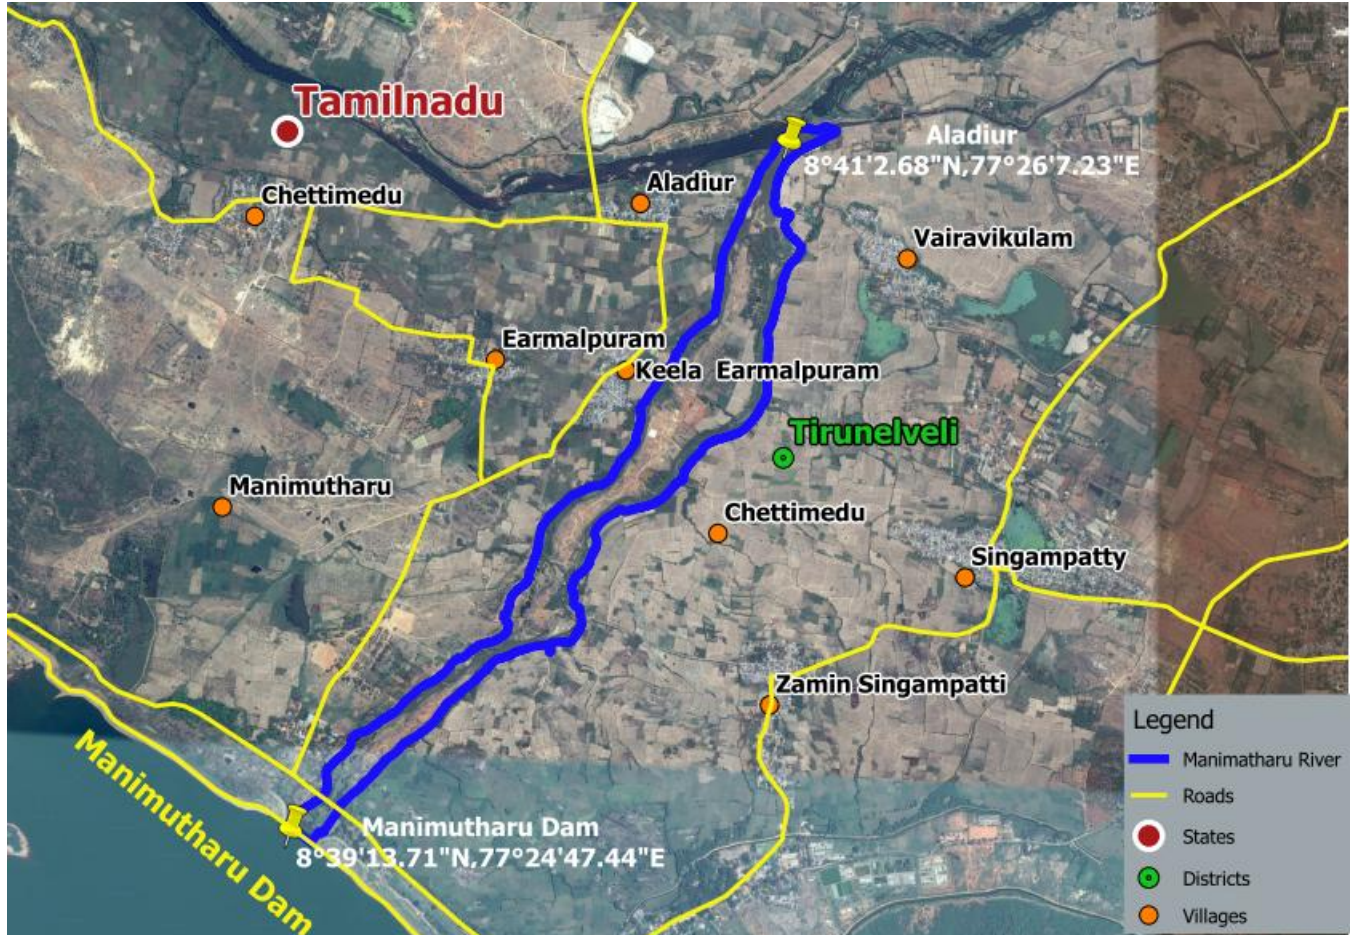 Tamilnadu
Aladiur
8°41'2.68"N,77°26'7.23"E
Chettimedu
Aladiur
Vairavikulam
Earmalpuram
Keela Earmalpuram
Tirunelveli
Manimutharu
Chettimedu
Singampatty
Zamin Singampatti
Manimutharu Dam
Manimutharu Dam
8°39'13.71"N,77°24'47.44"E
Legend
Manimatharu River
Roads
States
Districts
Villages